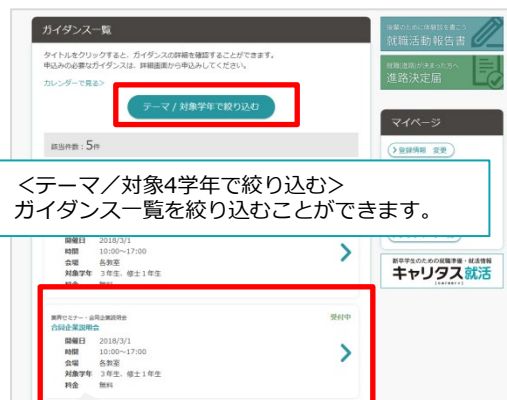 ガイダンス一覧
タイトルをクリックすると、ガイダンスの詳細を確認することができます。
申込みの必要なガイダンスは、詳細画面から申込みしてください。
カレンダーで見る>
テーマ / 対象学年で絞り込む
該当件数：5件
＜テーマ／対象4学年で絞り込む＞
ガイダンス一覧を絞り込むことができます。
開催日 2018/3/1
時間 10:00～17:00
会場 各教室
対象学年 3年生、修士1年生
料金 無料
業界セミナー・合同企業説明会 受付中
合同企業説明会
開催日 2018/3/1
時間 10:00～17:00
会場 各教室
対象学年 3年生、修士1年生
料金 無料
後輩のために体験談を書こう
就職活動報告書
就職(進路)が決まった方へ
進路決定届
マイページ
登録情報 変更
新卒学生のための就職準備・就活情報
キャリタス就活